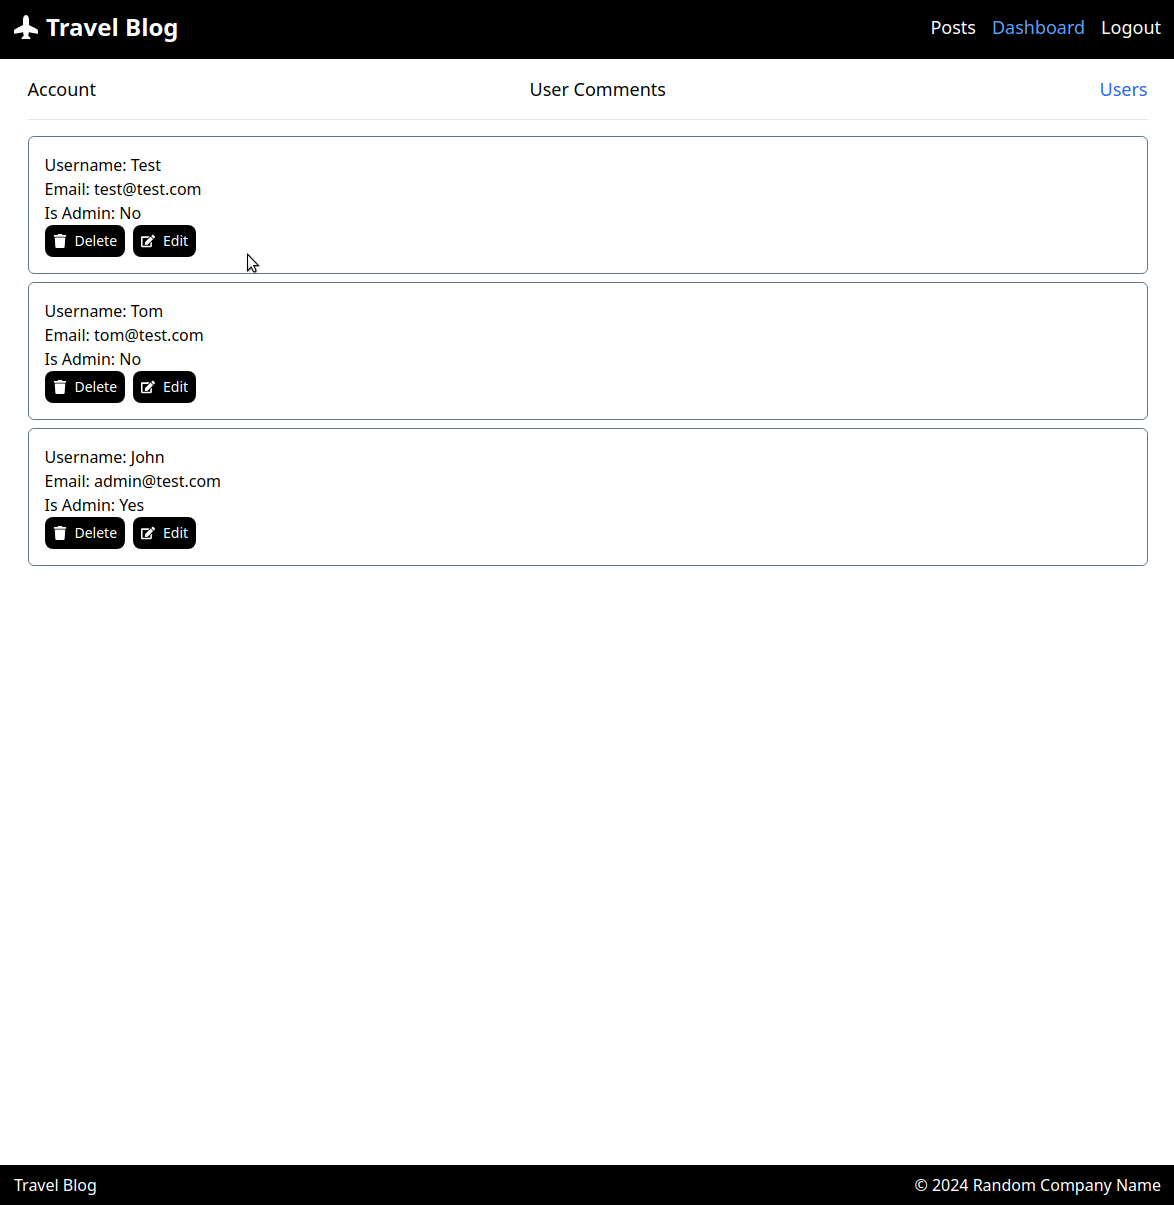 Travel Blog
Posts Dashboard Logout
Account User Comments Users
Username: Test
Email: test@test.com
Is Admin: No
Delete Edit
Username: Tom
Email: tom@test.com
Is Admin: No
Delete Edit
Username: John
Email: admin@test.com
Is Admin: Yes
Delete Edit
Travel Blog
© 2024 Random Company Name